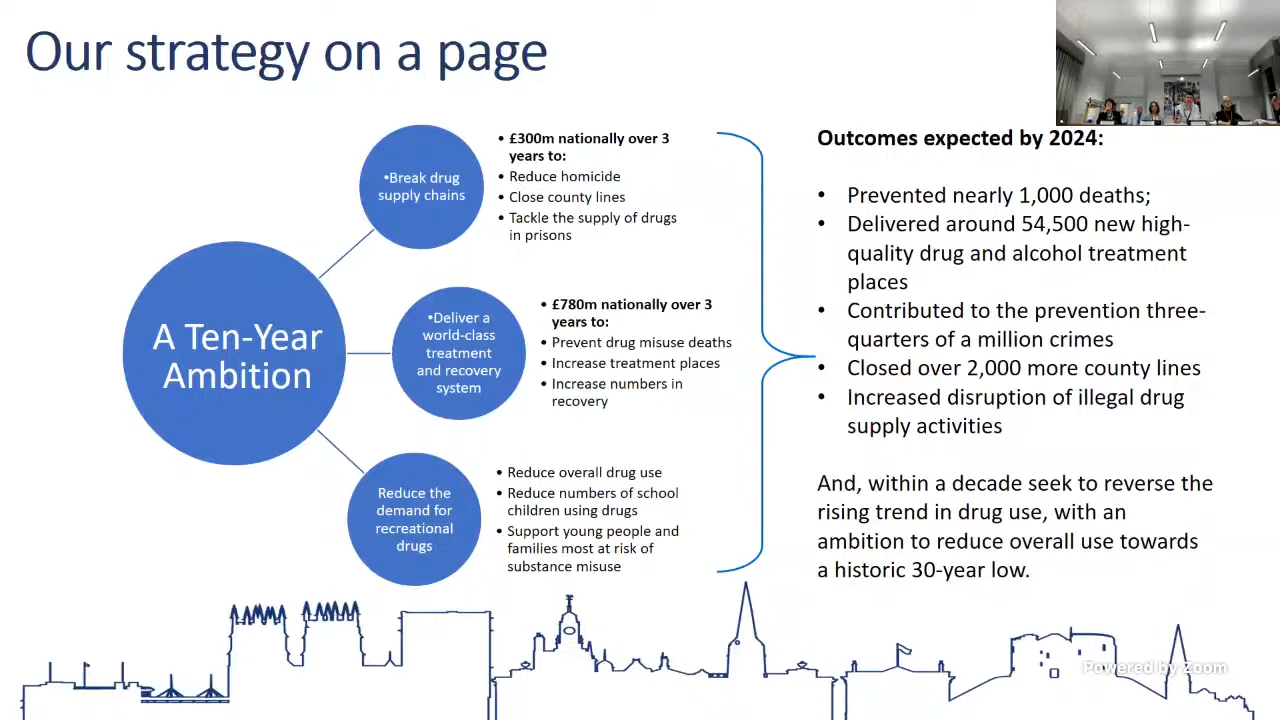 Our strategy on a page
A Ten-Year
Ambition
•Break drug
supply chains
• £300m nationally over 3
years to:
• Reduce homicide
• Close county lines
• Tackle the supply of drugs
in prisons
•Deliver a
world-class
treatment
and recovery
system
• £780m nationally over 3
years to:
• Prevent drug misuse deaths
• Increase treatment places
• Increase numbers in
recovery
Reduce the
demand for
recreational
drugs
• Reduce overall drug use
• Reduce numbers of school
children using drugs
• Support young people and
families most at risk of
substance misuse
Outcomes expected by 2024:
• Prevented nearly 1,000 deaths;
• Delivered around 54,500 new high-
quality drug and alcohol treatment
places
• Contributed to the prevention three-
quarters of a million crimes
• Closed over 2,000 more county lines
• Increased disruption of illegal drug
supply activities
And, within a decade seek to reverse the
rising trend in drug use, with an
ambition to reduce overall use towards
a historic 30-year low.
Powered by Zoom